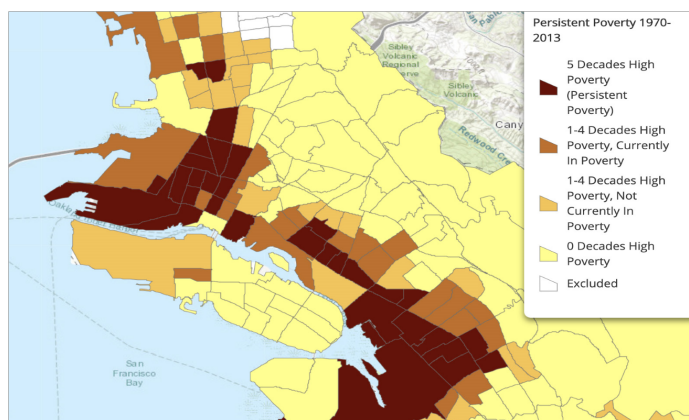 Persistent Poverty 1970-
2013
5 Decades High
Poverty
(Persistent
Poverty)
1-4 Decades High
Poverty, Currently
In Poverty
1-4 Decades High
Poverty, Not
Currently In
Poverty
0 Decades High
Poverty
Excluded
Sibley
Volcanic
Regional
Sibley
Volcanic
Cany
Redwood
Oakland
San
Francisco
Bay